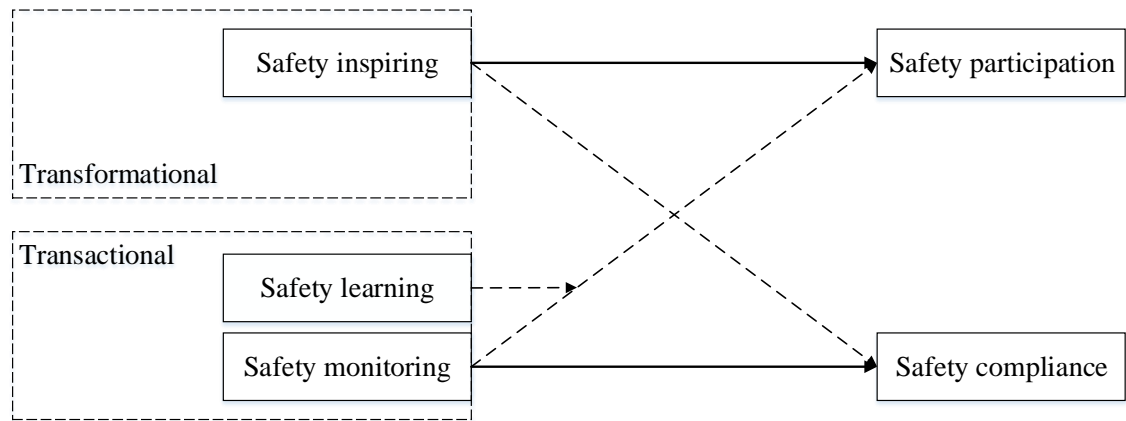 Safety inspiring
Safety participation
Transformational
Transactional
Safety learning
Safety monitoring
Safety compliance